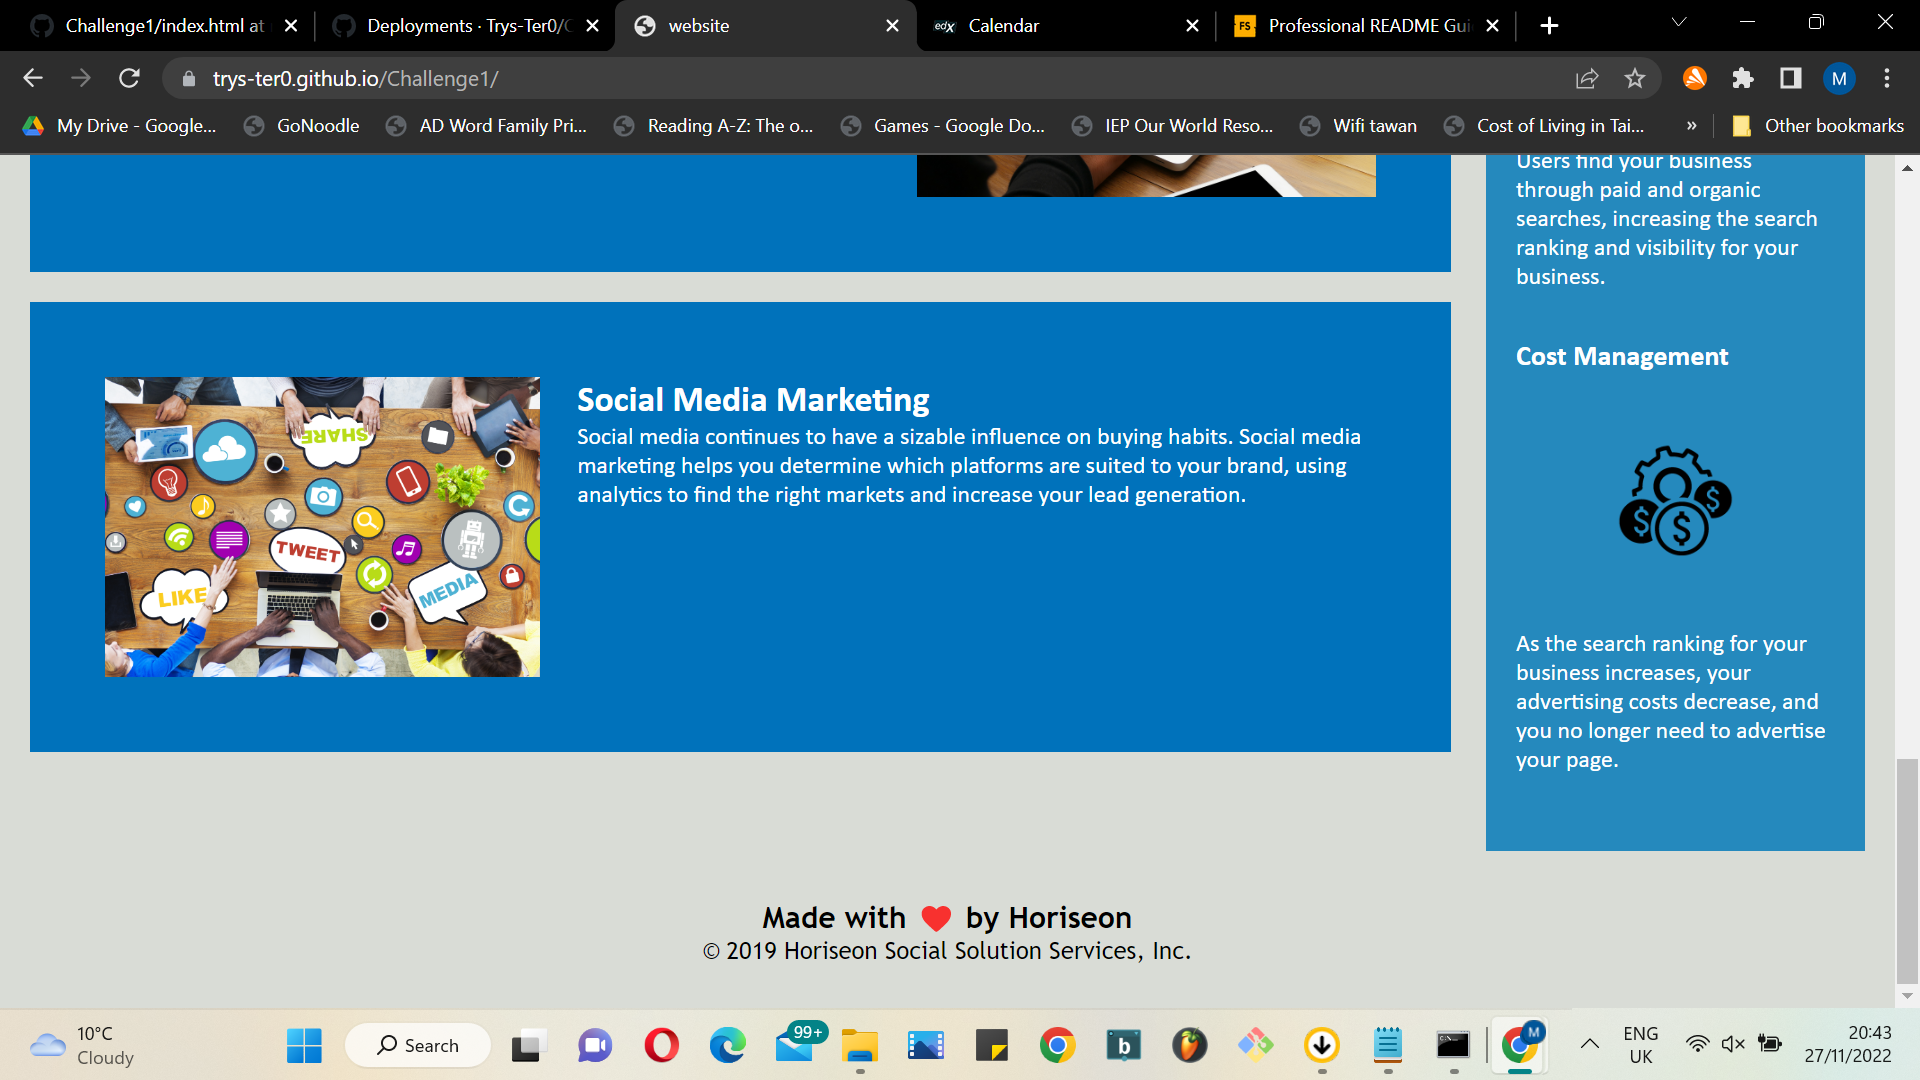 Challenge1/index.html at
Deployments · Trys-Ter0/C
website
edX Calendar
FS Professional README Gui
trys-ter0.github.io/Challenge1/
M
My Drive - Google...
GoNoodle
AD Word Family Pri...
Reading A-Z: The o...
Games - Google Do...
IEP Our World Reso...
Wifi tawan
Cost of Living in Tai...
»
Other bookmarks
Users find your business
through paid and organic
searches, increasing the search
ranking and visibility for your
business.
Cost Management
$ $ $
As the search ranking for your
business increases, your
advertising costs decrease, and
you no longer need to advertise
your page.
SHARE
TWEET
LIKE
MEDIA
Social Media Marketing
Social media continues to have a sizable influence on buying habits. Social media
marketing helps you determine which platforms are suited to your brand, using
analytics to find the right markets and increase your lead generation.
Made with ❤️ by Horiseon
© 2019 Horiseon Social Solution Services, Inc.
10°C
Cloudy
Search
99+
b
M
ENG
UK
20:43
27/11/2022